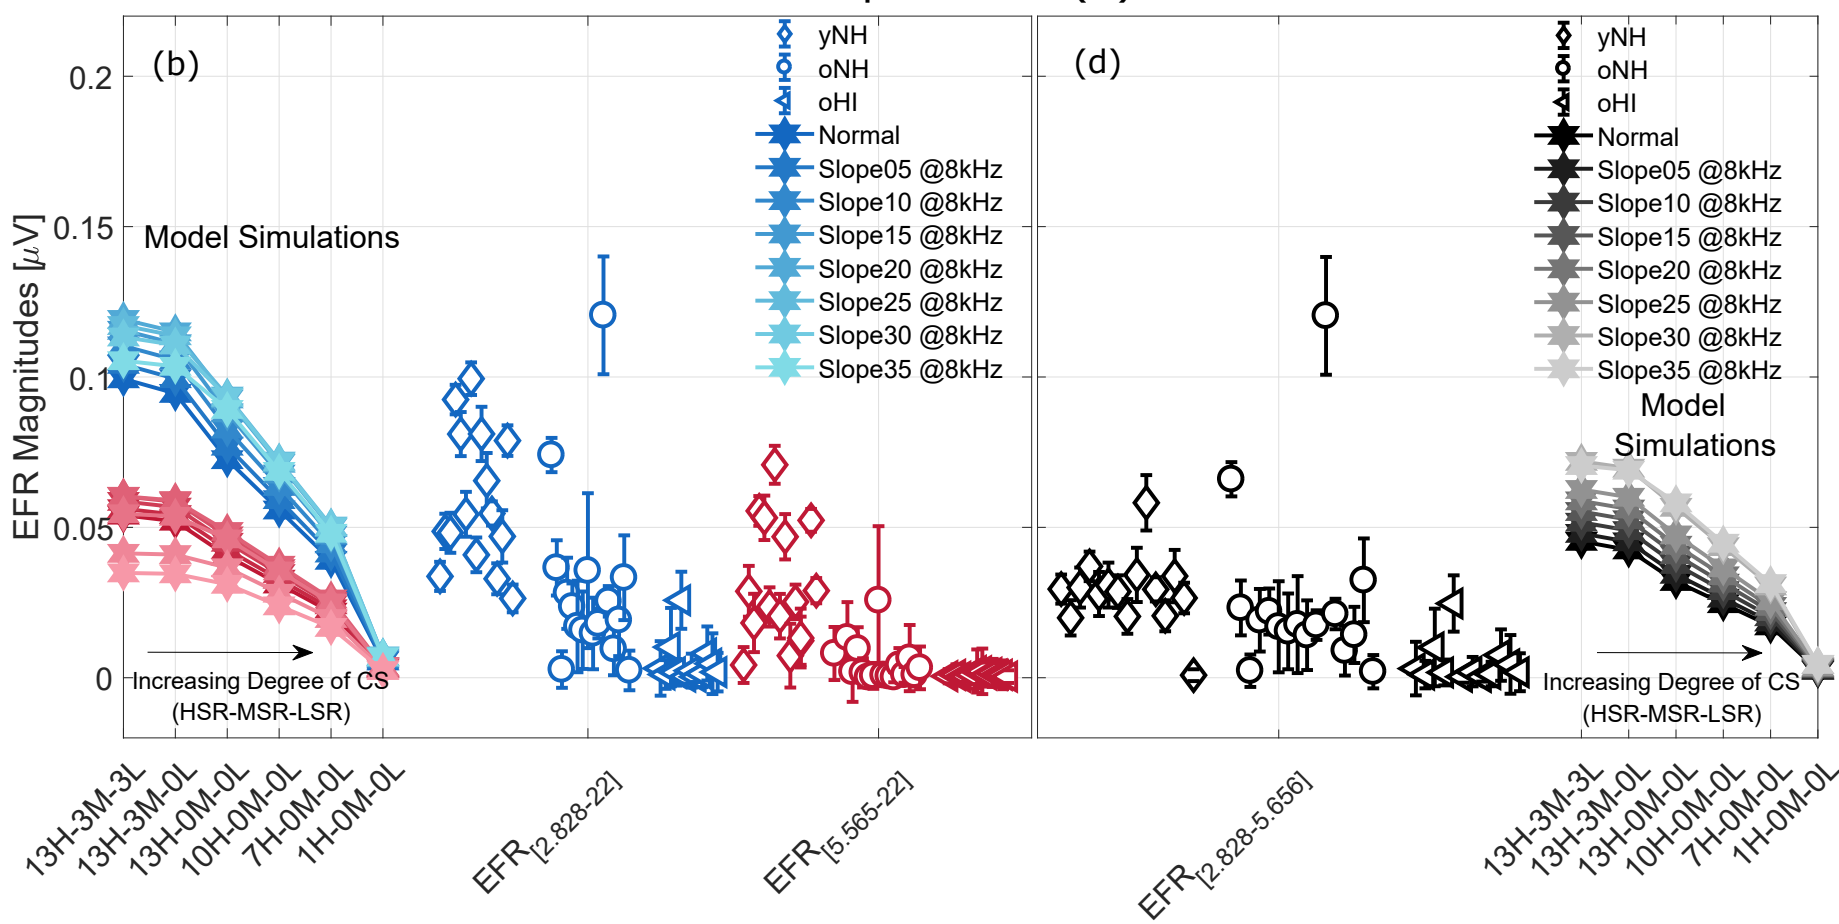 (b)
yNH
oNH
oHI
Normal
Slope05 @8kHz
Slope10 @8kHz
Slope15 @8kHz
Slope20 @8kHz
Slope25 @8kHz
Slope30 @8kHz
Slope35 @8kHz
Model Simulations
EFR Magnitudes [μV]
0.2
0.15
0.1
0.05
0
Increasing Degree of CS
(HSR-MSR-LSR)
13H-3M-3L
13H-3M-0L
13H-0M-0L
10H-0M-0L
7H-0M-0L
1H-0M-0L
EFR[2.828-22]
EFR[5.565-22]
(d)
yNH
oNH
oHI
Normal
Slope05 @8kHz
Slope10 @8kHz
Slope15 @8kHz
Slope20 @8kHz
Slope25 @8kHz
Slope30 @8kHz
Slope35 @8kHz
Model
Simulations
Increasing Degree of CS
(HSR-MSR-LSR)
EFR[2.828-5.656]
13H-3M-3L
13H-3M-0L
13H-0M-0L
10H-0M-0L
7H-0M-0L
1H-0M-0L